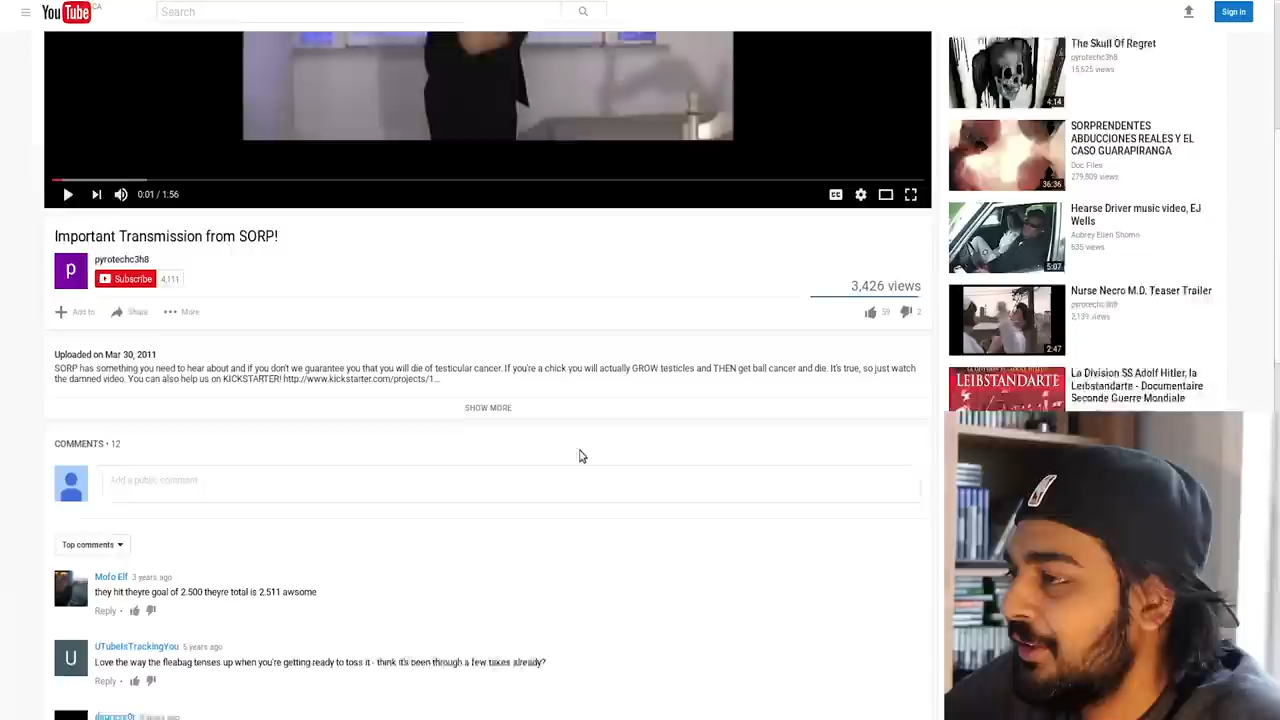 YouTube CA
Search
Sign in
0:01 / 1:56
CC
Important Transmission from SORP!
p
pyrotechc3h8
Subscribe 4,111
3,426 views
Add to Share More
59 2
Uploaded on Mar 30, 2011
SORP has something you need to hear about and if you don't we guarantee you that you will die of testicular cancer. If you're a chick you will actually GROW testicles and THEN get ball cancer and die. It's true, so just watch
the damned video. You can also help us on KICKSTARTER! http://www.kickstarter.com/projects/1...
SHOW MORE
COMMENTS • 12
Add a public comment
Top comments
Mofo Elf 3 years ago
they hit theyre goal of 2.500 theyre total is 2.511 awsome
Reply •
U
UTubeIsTrackingYou 5 years ago
Love the way the fleabag tenses up when you're getting ready to toss it - think it's been through a few takes already?
Reply •
The Skull Of Regret
pyrotechc3h8
15,625 views
4:14
SORPRENDENTES
ABDUCCIONES REALES Y EL
CASO GUARAPIRANGA
Doc Files
279,809 views
36:36
Hearse Driver music video, EJ
Wells
Aubrey Ellen Shomo
635 views
5:07
Nurse Necro M.D. Teaser Trailer
pyrotechc3h8
2,139 views
2:47
La Division SS Adolf Hitler, la
Leibstandarte - Documentaire
Seconde Guerre Mondiale
LEIBSTANDARTE